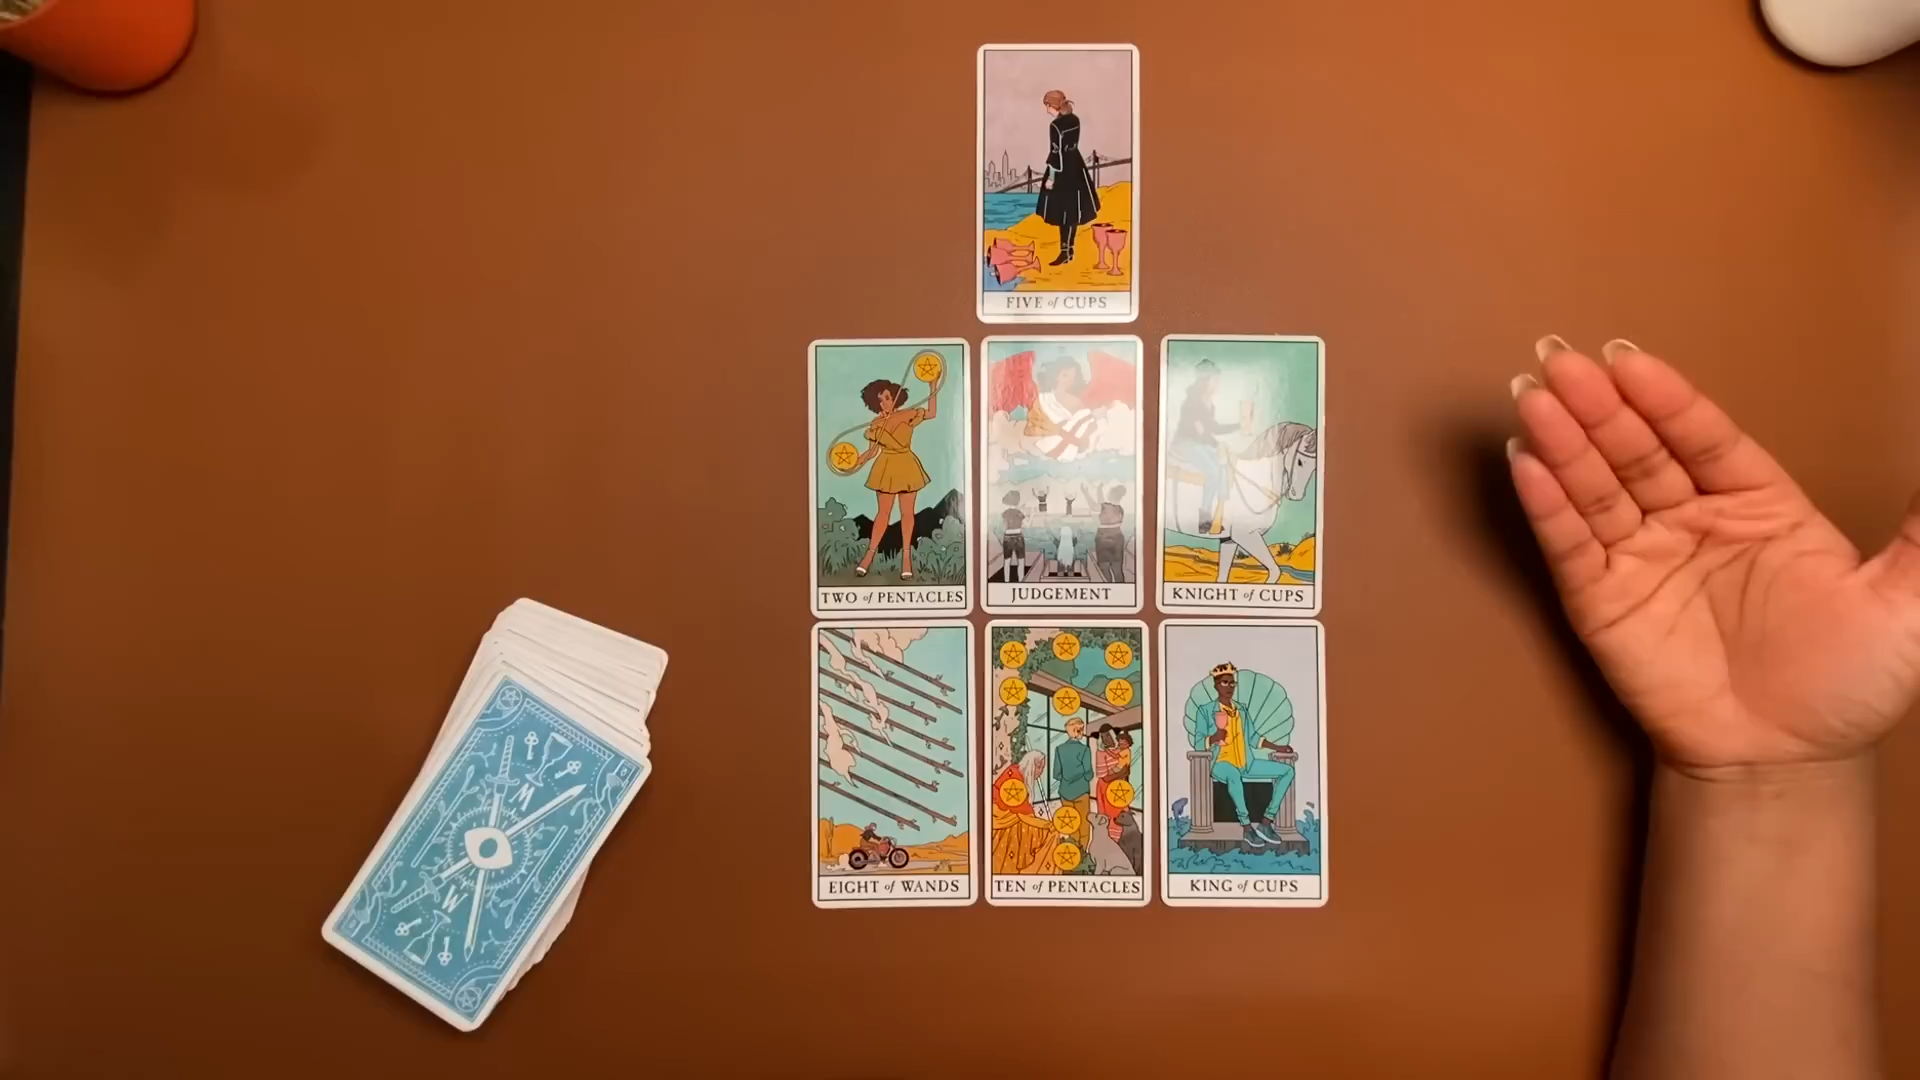 FIVE of CUPS
TWO of PENTACLES
JUDGEMENT
KNIGHT of CUPS
EIGHT of WANDS
TEN of PENTACLES
KING of CUPS
M
W